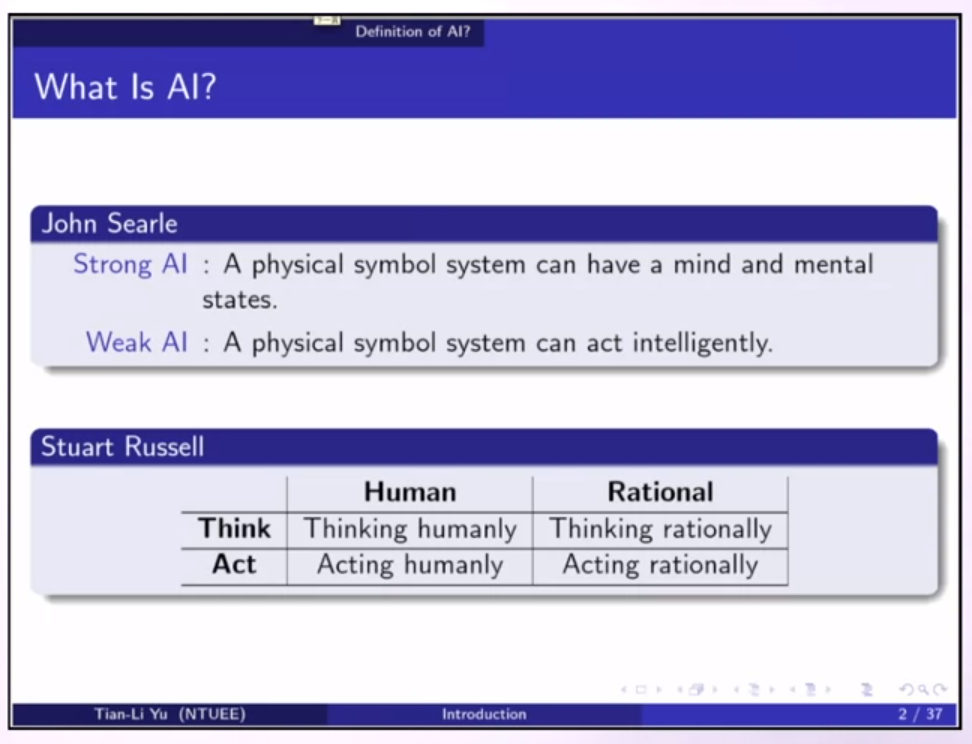 Definition of AI?
What Is AI?
John Searle
Strong AI : A physical symbol system can have a mind and mental
states.
Weak AI : A physical symbol system can act intelligently.
Stuart Russell
Human Rational
Think Thinking humanly Thinking rationally
Act Acting humanly Acting rationally
Tian-Li Yu (NTUEE) Introduction 2 / 37